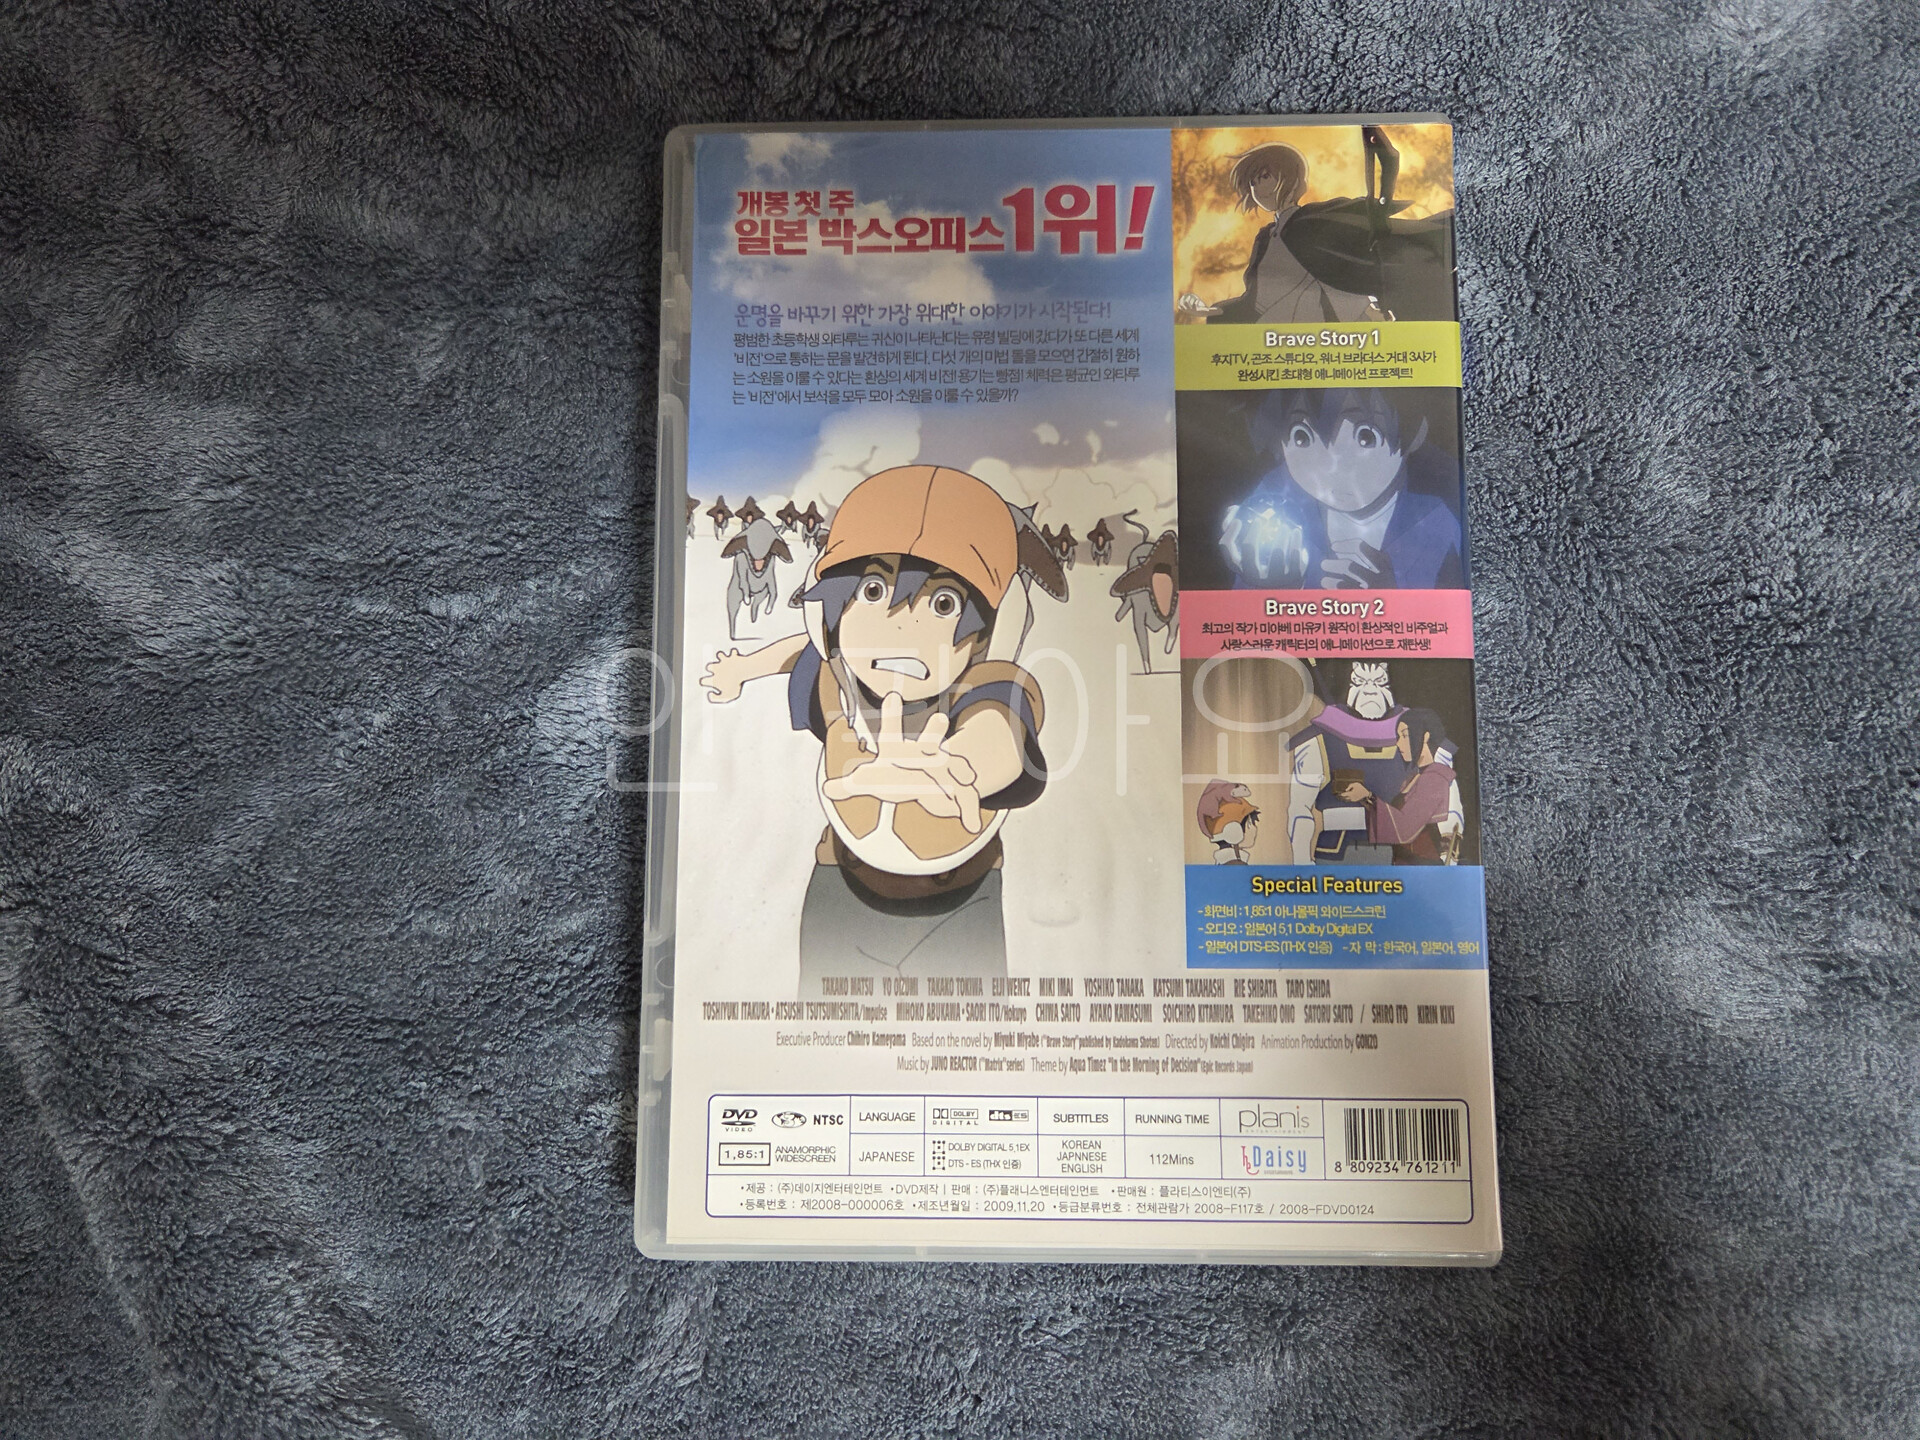 개봉 첫 주
일본 박스오피스 1위!
운명을 바꾸기 위한 가장 위대한 이야기가 시작된다!
평범한 초등학생 와타루는 귀신이 나타난다는 유령 빌딩에 갔다가 또 다른 세계
'비전'으로 통하는 문을 발견하게 된다. 다섯 개의 마법 돌을 모으면 간절히 원하
는 소원을 이룰 수 있다는 환상의 세계 비전! 용기는 빵점! 체력은 평균인 와타루
는 '비전'에서 보석을 모두 모아 소원을 이룰 수 있을까?
Brave Story 1
후지TV, 곤조 스튜디오, 워너 브라더스 거대 3사가
완성시킨 초대형 애니메이션 프로젝트!
Brave Story 2
최고의 작가 미야베 미유키 원작이 환상적인 비주얼과
사랑스러운 캐릭터의 애니메이션으로 재탄생!
안 팔아요
Special Features
- 화면비 : 1.85:1 아나몰픽 와이드스크린
- 오디오 : 일본어 5.1 Dolby Digital EX
- 일본어 DTS-ES (THX 인증) - 자 막 : 한국어, 일본어, 영어
TAKAKO MATSU YO OIZUMI TAKAKO TOKIWA EIJI WENTZ MIKI IMAI YOSHIKO TANAKA KATSUMI TAKAHASHI RIE SHIBATA TARO ISHIDA
TOSHIYUKI ITAKURA · ATSUSHI TSUTSUMISHITA/Impulse MIHOKO ABUKAWA · SAORI ITO/Hokuyo CHIWA SAITO AYAKO KAWASUMI SOICHIRO KITAMURA TAKEHIKO ONO SATORU SAITO / SHIRO ITO KIRIN KIKI
Executive Producer Chihiro Kameyama Based on the novel by Miyuki Miyabe ("Brave Story" published by Kadokawa Shoten) Directed by Koichi Chigira Animation Production by GONZO
Music by JUNO REACTOR ("Matrix" series) Theme by Aqua Timez "In the Morning of Decision" (Epic Records Japan)
DVD VIDEO NTSC LANGUAGE DOLBY DIGITAL dts ES SUBTITLES RUNNING TIME planis ENTERTAINMENT
1.85:1 ANAMORPHIC WIDESCREEN JAPANESE DOLBY DIGITAL 5.1EX DTS - ES (THX 인증) KOREAN JAPNNESE ENGLISH 112Mins The Daisy
8 809234 761211
•제공 : (주)데이지엔터테인먼트 •DVD제작 | 판매 : (주)플래니스엔터테인먼트 •판매원 : 플라티스이엔티(주)
•등록번호 : 제2008-000006호 •제조년월일 : 2009.11.20 •등급분류번호 : 전체관람가 2008-F117호 / 2008-FDVD0124